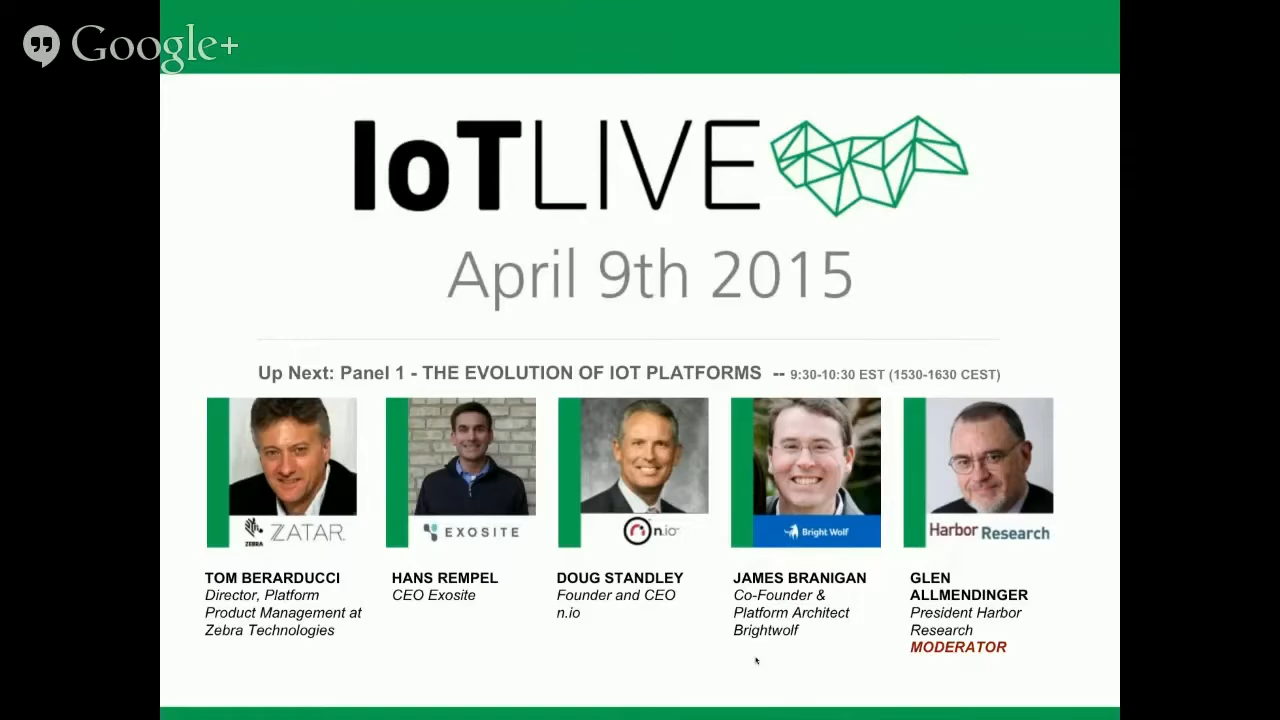 Google+
IoTLIVE
April 9th 2015
Up Next: Panel 1 - THE EVOLUTION OF IOT PLATFORMS -- 9:30-10:30 EST (1530-1630 CEST)
ZEBRA ZATAR
EXOSITE
n.io
Bright Wolf
Harbor Research
TOM BERARDUCCI
Director, Platform
Product Management at
Zebra Technologies
HANS REMPEL
CEO Exosite
DOUG STANDLEY
Founder and CEO
n.io
JAMES BRANIGAN
Co-Founder &
Platform Architect
Brightwolf
GLEN
ALLMENDINGER
President Harbor
Research
MODERATOR